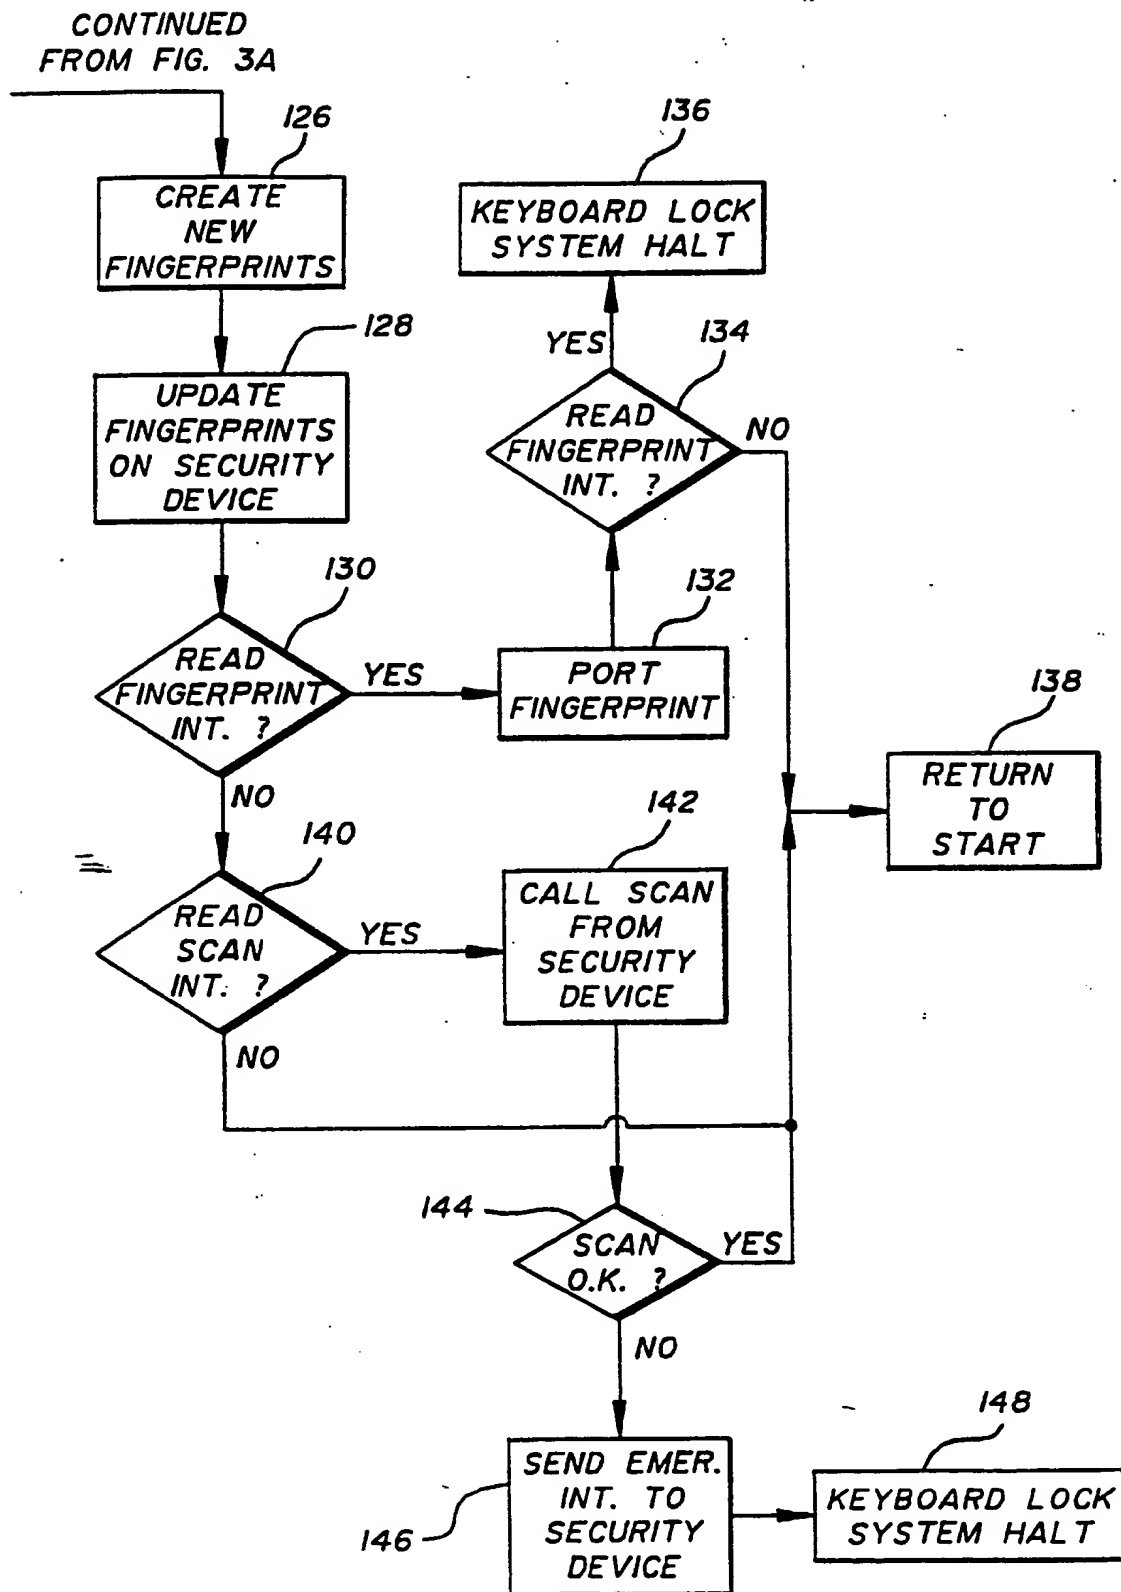 CONTINUED
FROM FIG. 3A
126
CREATE
NEW
FINGERPRINTS
128
UPDATE
FINGERPRINTS
ON SECURITY
DEVICE
130
READ
FINGERPRINT
INT. ?
YES
NO
132
PORT
FINGERPRINT
134
READ
FINGERPRINT
INT. ?
YES
NO
136
KEYBOARD LOCK
SYSTEM HALT
138
RETURN
TO
START
140
READ
SCAN
INT. ?
YES
NO
142
CALL SCAN
FROM
SECURITY
DEVICE
144
SCAN
O.K. ?
YES
NO
146
SEND EMER.
INT. TO
SECURITY
DEVICE
148
KEYBOARD LOCK
SYSTEM HALT